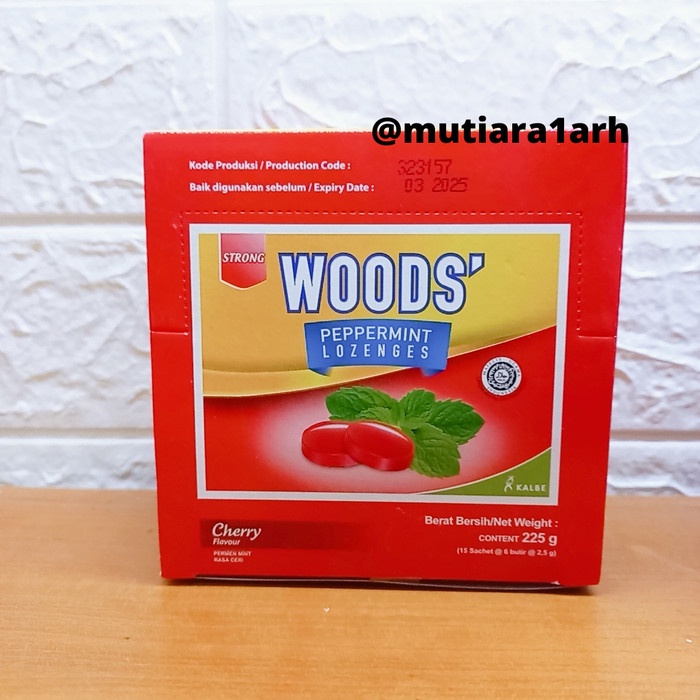 @mutiara1arh
Kode Produksi / Production Code : 323157
Baik digunakan sebelum / Expiry Date : 03 2025
STRONG
WOODS'
PEPPERMINT
LOZENGES
KALBE
Cherry
Flavour
PERMEN MINT
RASA CERI
Berat Bersih/Net Weight :
CONTENT 225 g
(15 Sachet @ 6 butir @ 2,5 g)